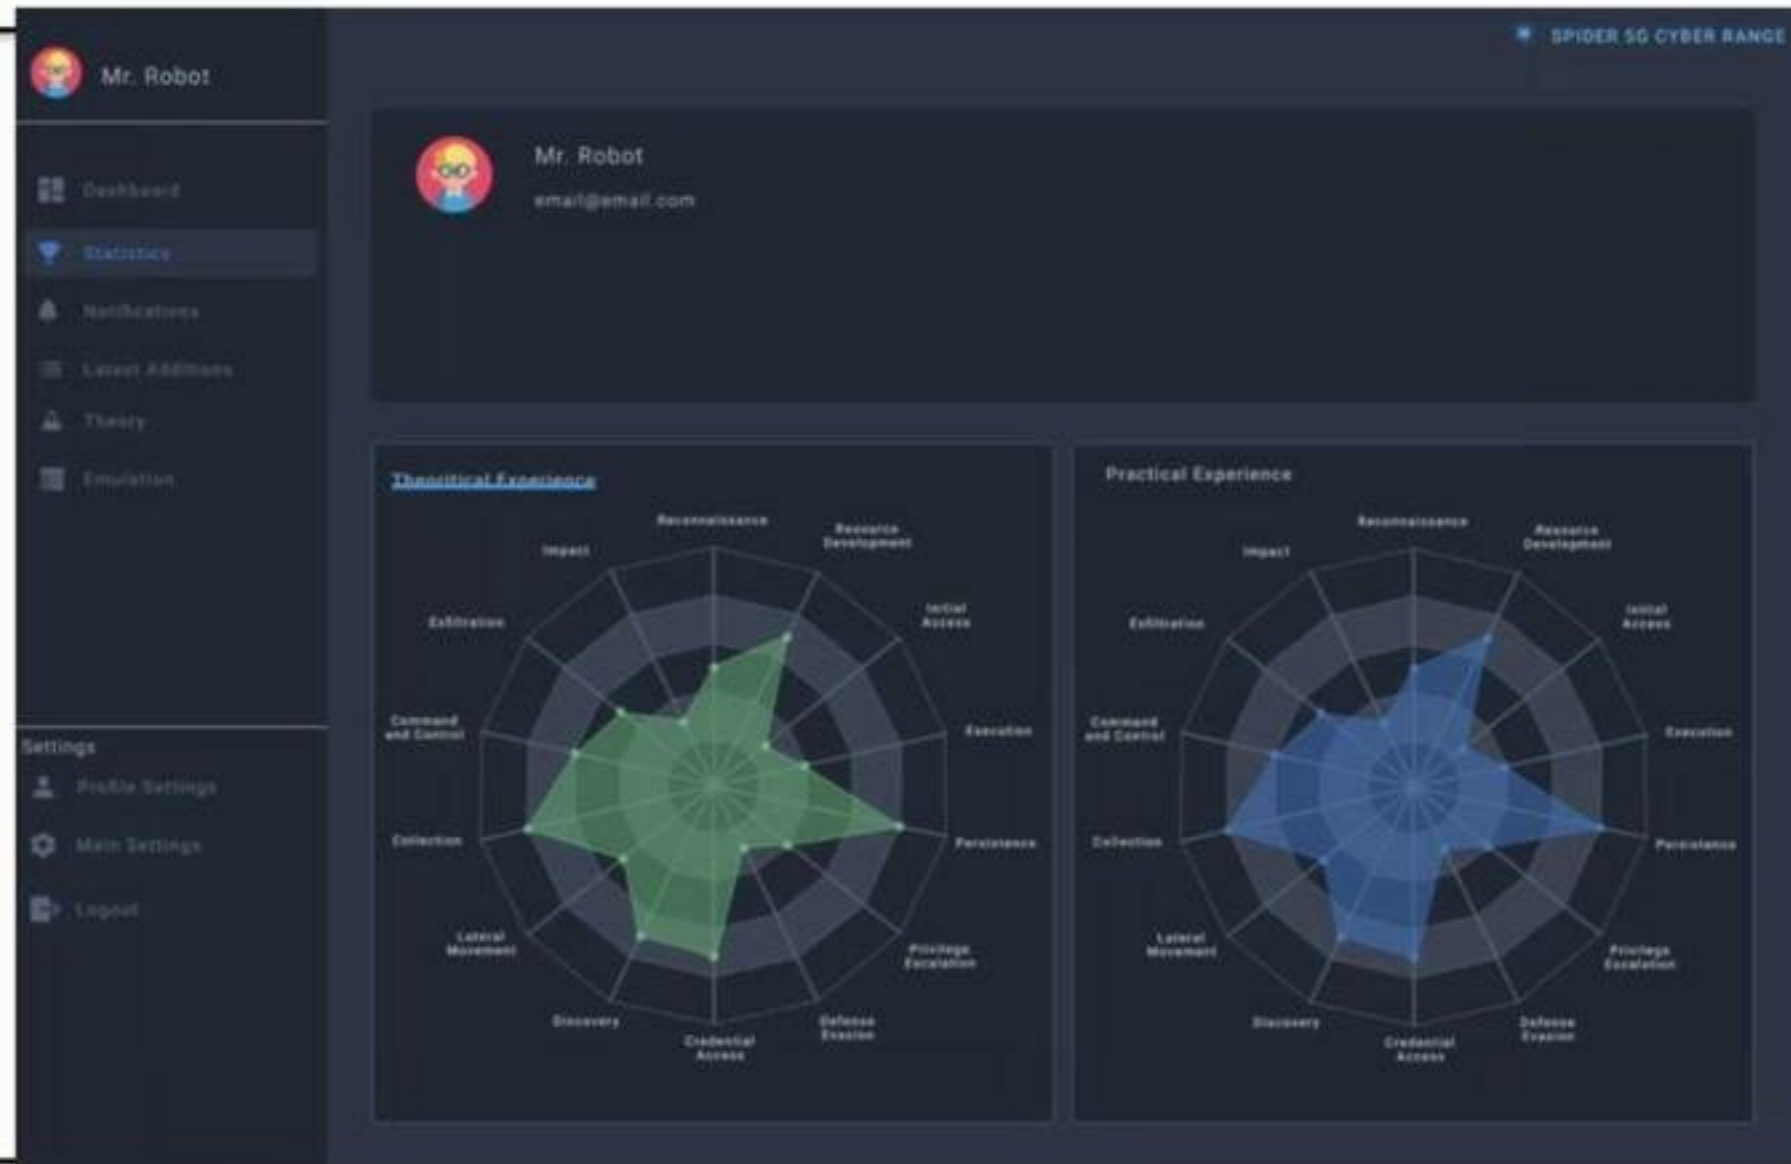 SPIDER 5G CYBER RANGE
Mr. Robot
Dashboard
Statistics
Notifications
Latest Additions
Theory
Emulation
Settings
Profile Settings
Main Settings
Logout
Mr. Robot
email@email.com
Theoritical Experience
Reconnaissance
Resource
Development
Initial
Access
Execution
Persistence
Privilege
Escalation
Defense
Evasion
Credential
Access
Discovery
Lateral
Movement
Collection
Command
and Control
Exfiltration
Impact
Practical Experience
Reconnaissance
Resource
Development
Initial
Access
Execution
Persistence
Privilege
Escalation
Defense
Evasion
Credential
Access
Discovery
Lateral
Movement
Collection
Command
and Control
Exfiltration
Impact